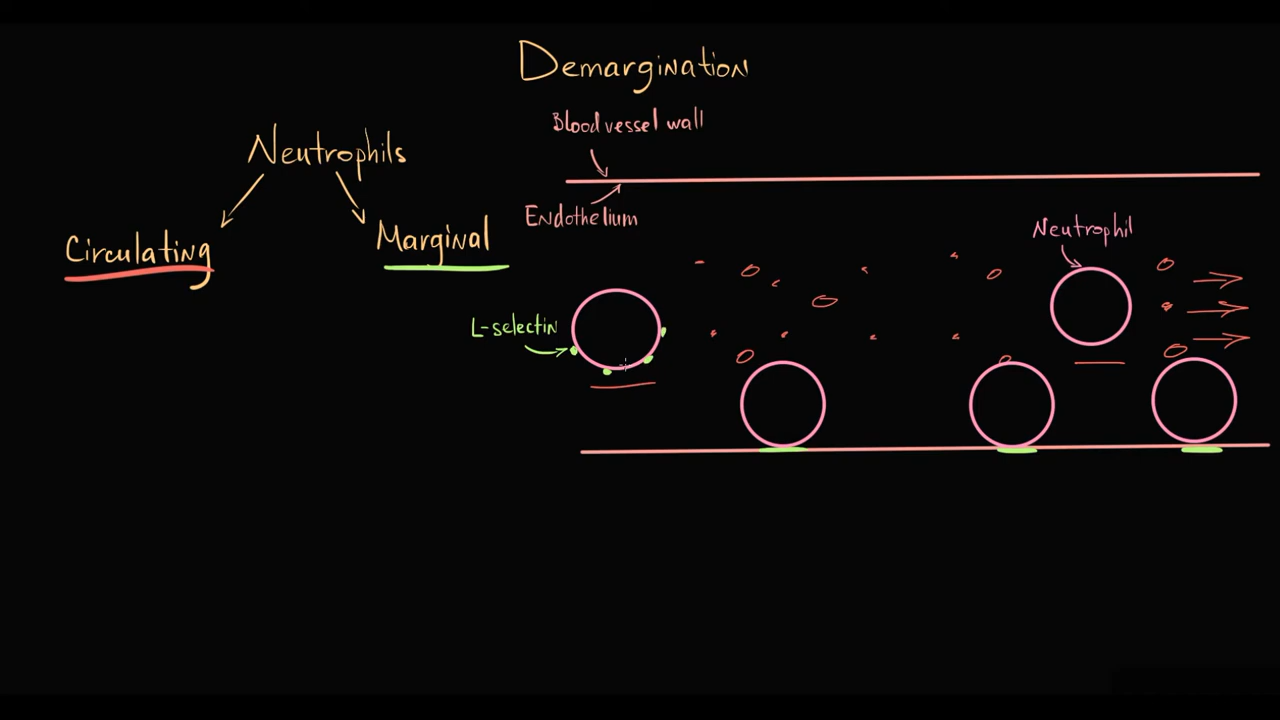 Demargination
Blood vessel wall
Neutrophils
Endothelium
Circulating
Marginal
Neutrophil
L-selectin